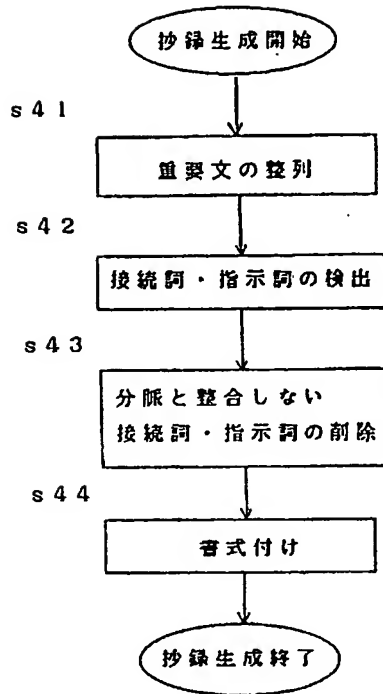 抄録生成開始
s41
重要文の整列
s42
接続詞・指示詞の検出
s43
分脈と整合しない
接続詞・指示詞の削除
s44
書式付け
抄録生成終了